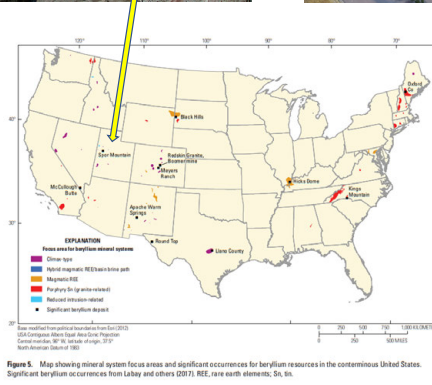 120° 110° 100° 90° 80° 70°
Oxford
Co
40°
Black Hills
Spor Mountain
Redskin Granite,
Boomer mine
Meyers
Ranch
Hicks Dome
McCullough
Butte
Kings
Mountain
Apache Warm
Springs
30°
Round Top
Llano County
EXPLANATION
Focus area for beryllium mineral systems
Climax-type
Hybrid magmatic REE/basin brine path
Magmatic REE
Porphyry Sn (granite-related)
Reduced intrusion-related
Significant beryllium deposit
20°
Base modified from political boundaries from Esri (2012)
USA Contiguous Albers Equal Area Conic Projection
Central meridian, 96° W, latitude of origin, 37.5°
North American Datum of 1983
0 250 500 750 1,000 KILOMETERS
0 250 500 MILES
Figure 5. Map showing mineral system focus areas and significant occurrences for beryllium resources in the conterminous United States.
Significant beryllium occurrences from Labay and others (2017). REE, rare earth elements; Sn, tin.